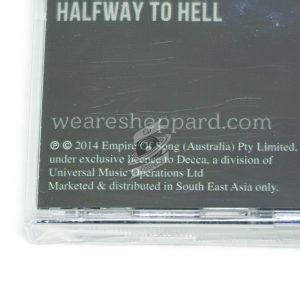 HALFWAY TO HELL
wearesheppard.com
℗ © 2014 Empire Of Song (Australia) Pty Limited,
under exclusive licence to Decca, a division of
Universal Music Operations Ltd
Marketed & distributed in South East Asia only.